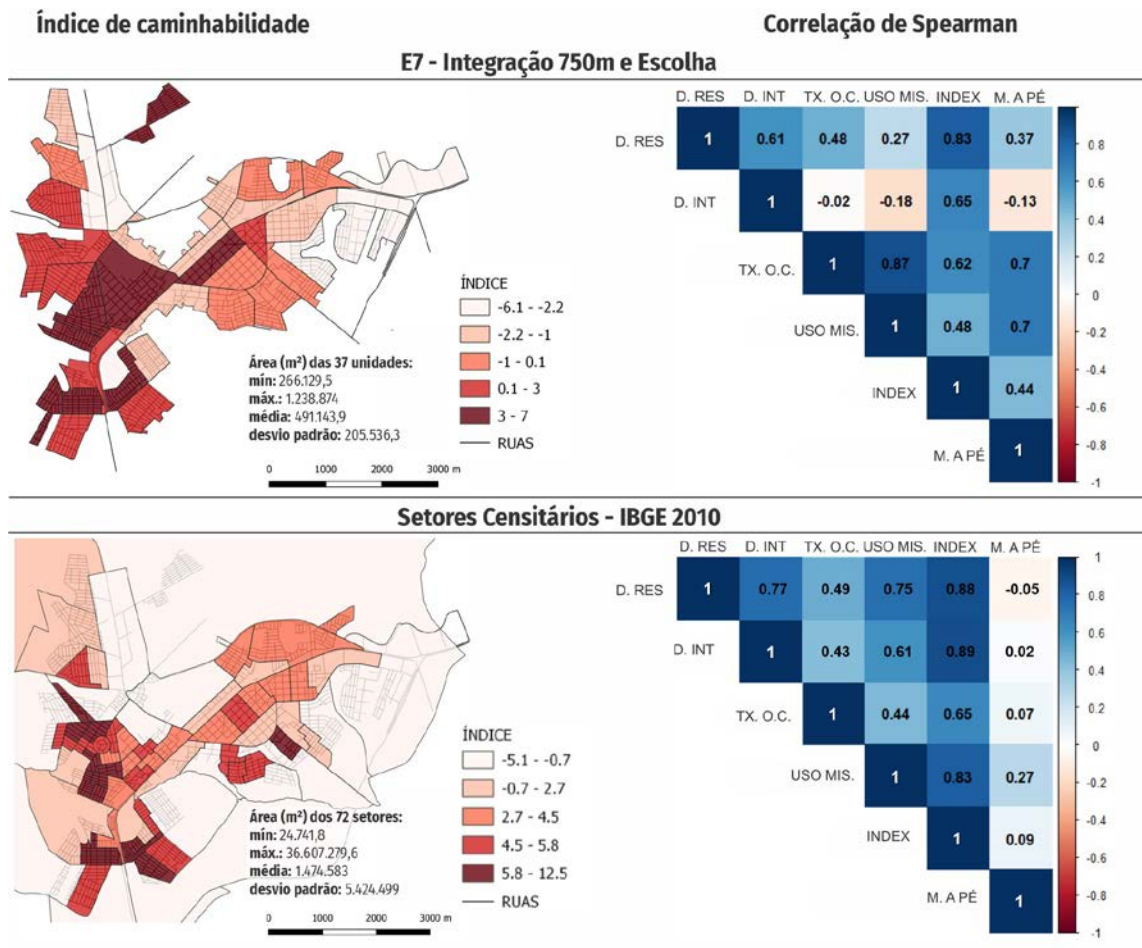 Índice de caminhabilidade
Correlação de Spearman
E7 - Integração 750m e Escolha
ÍNDICE
-6.1 - -2.2
-2.2 - -1
-1 - 0.1
0.1 - 3
3 - 7
RUAS
Área (m²) das 37 unidades:
mín: 266.129,5
máx.: 1.238.874
média: 491.143,9
desvio padrão: 205.536,3
0 1000 2000 3000 m
D. RES D. INT TX. O.C. USO MIS. INDEX M. A PÉ
D. RES 1 0.61 0.48 0.27 0.83 0.37
D. INT 1 -0.02 -0.18 0.65 -0.13
TX. O.C. 1 0.87 0.62 0.7
USO MIS. 1 0.48 0.7
INDEX 1 0.44
M. A PÉ 1
1
0.8
0.6
0.4
0.2
0
-0.2
-0.4
-0.6
-0.8
-1
Setores Censitários - IBGE 2010
ÍNDICE
-5.1 - -0.7
-0.7 - 2.7
2.7 - 4.5
4.5 - 5.8
5.8 - 12.5
RUAS
Área (m²) dos 72 setores:
mín: 24.741,8
máx.: 36.607.279,6
média: 1.474.583
desvio padrão: 5.424.499
0 1000 2000 3000 m
D. RES D. INT TX. O.C. USO MIS. INDEX M. A PÉ
D. RES 1 0.77 0.49 0.75 0.88 -0.05
D. INT 1 0.43 0.61 0.89 0.02
TX. O.C. 1 0.44 0.65 0.07
USO MIS. 1 0.83 0.27
INDEX 1 0.09
M. A PÉ 1
1
0.8
0.6
0.4
0.2
0
-0.2
-0.4
-0.6
-0.8
-1